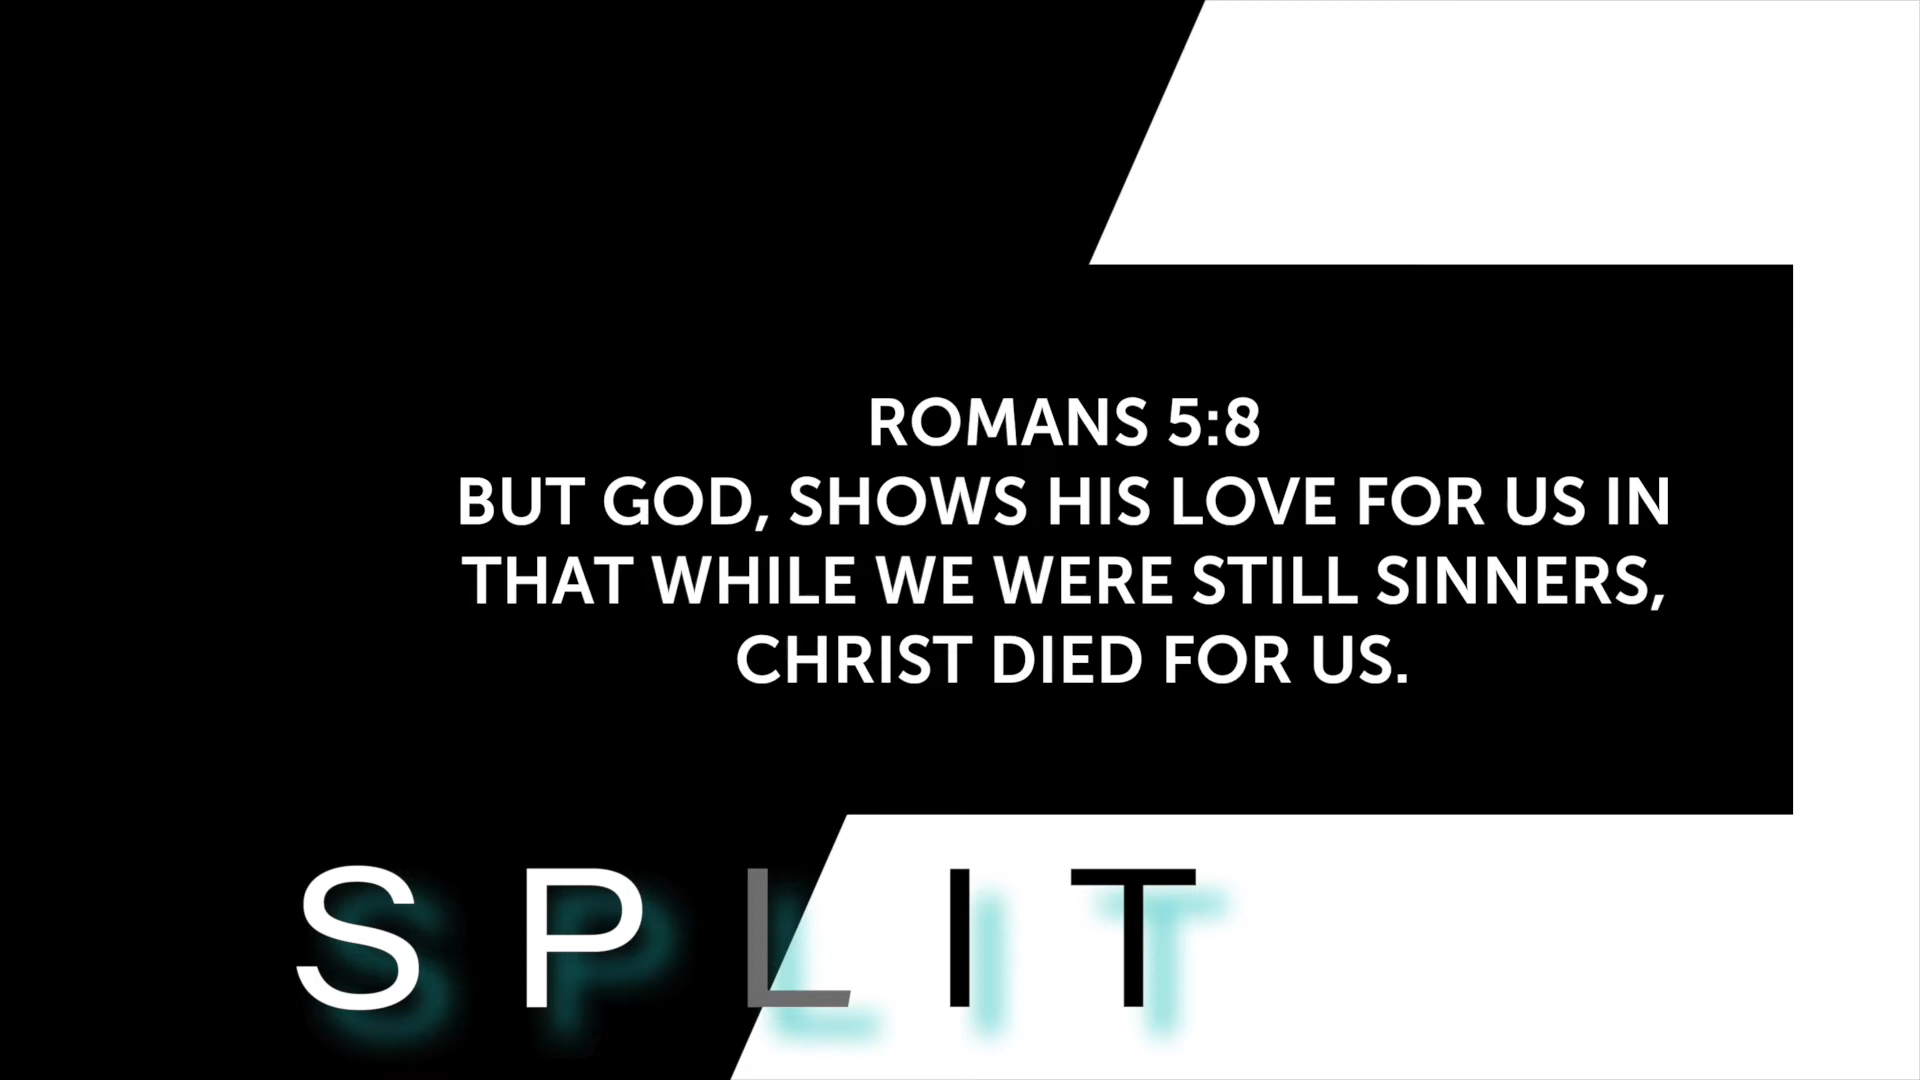 ROMANS 5:8
BUT GOD, SHOWS HIS LOVE FOR US IN
THAT WHILE WE WERE STILL SINNERS,
CHRIST DIED FOR US.
SPLIT